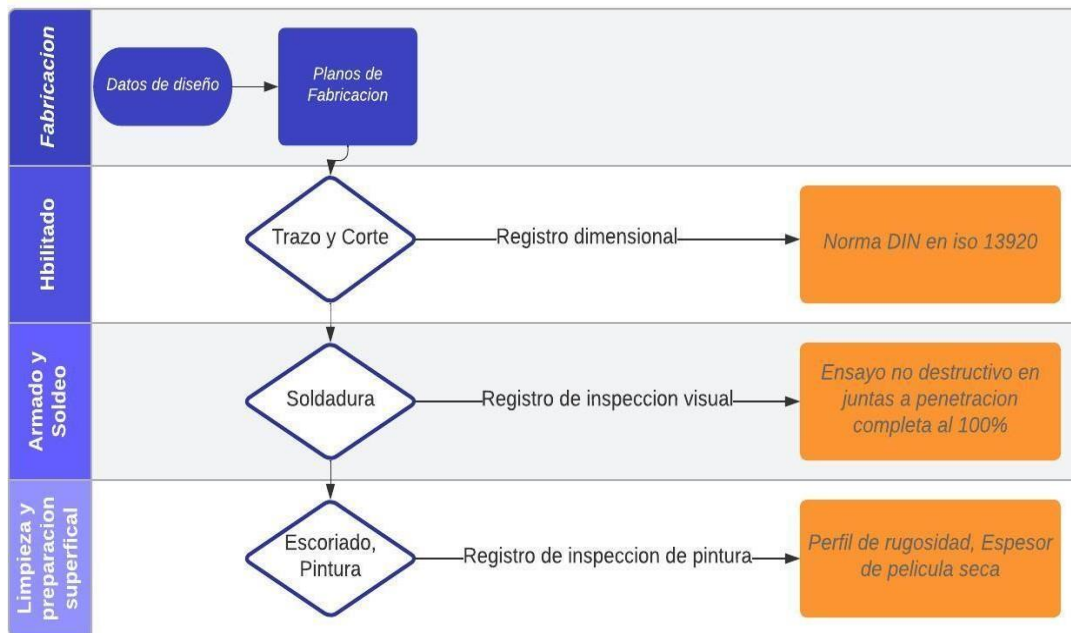 Fabricacion
Datos de diseño
Planos de
Fabricacion
Hbilitado
Trazo y Corte
Registro dimensional
Norma DIN en iso 13920
Armado y
Soldeo
Soldadura
Registro de inspeccion visual
Ensayo no destructivo en
juntas a penetracion
completa al 100%
Limpieza y
preparacion
superfical
Escoriado,
Pintura
Registro de inspeccion de pintura
Perfil de rugosidad, Espesor
de pelicula seca